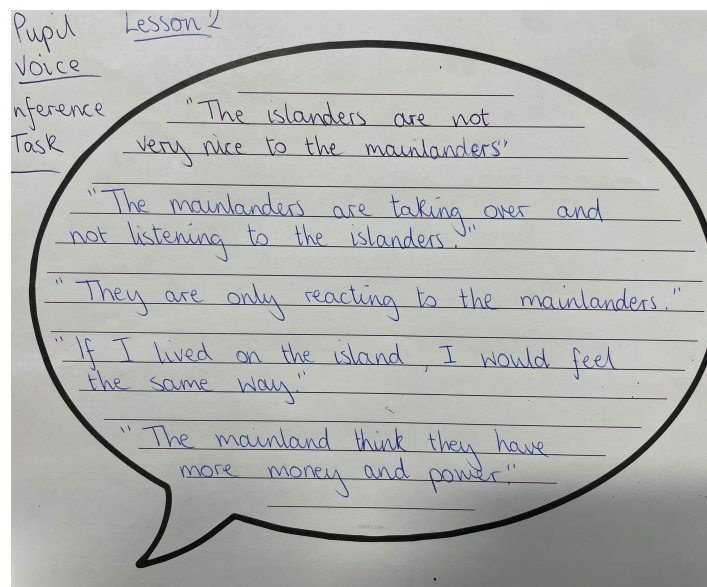 Pupil
Voice
nference
Task
Lesson 2
"The islanders are not
very nice to the mainlanders"
"The mainlanders are taking over and
not listening to the islanders."
"They are only reacting to the mainlanders."
"If I lived on the island, I would feel
the same way."
"The mainland think they have
more money and power."